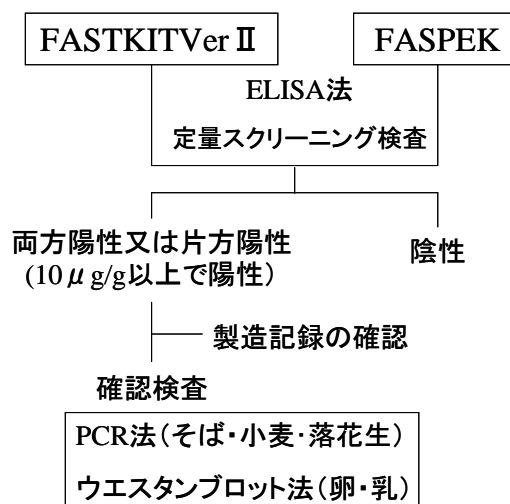 FASTKITVer Ⅱ
FASPEK
ELISA法
定量スクリーニング検査
両方陽性又は片方陽性
(10μg/g以上で陽性)
陰性
製造記録の確認
確認検査
PCR法(そば・小麦・落花生)
ウエスタンブロット法(卵・乳)